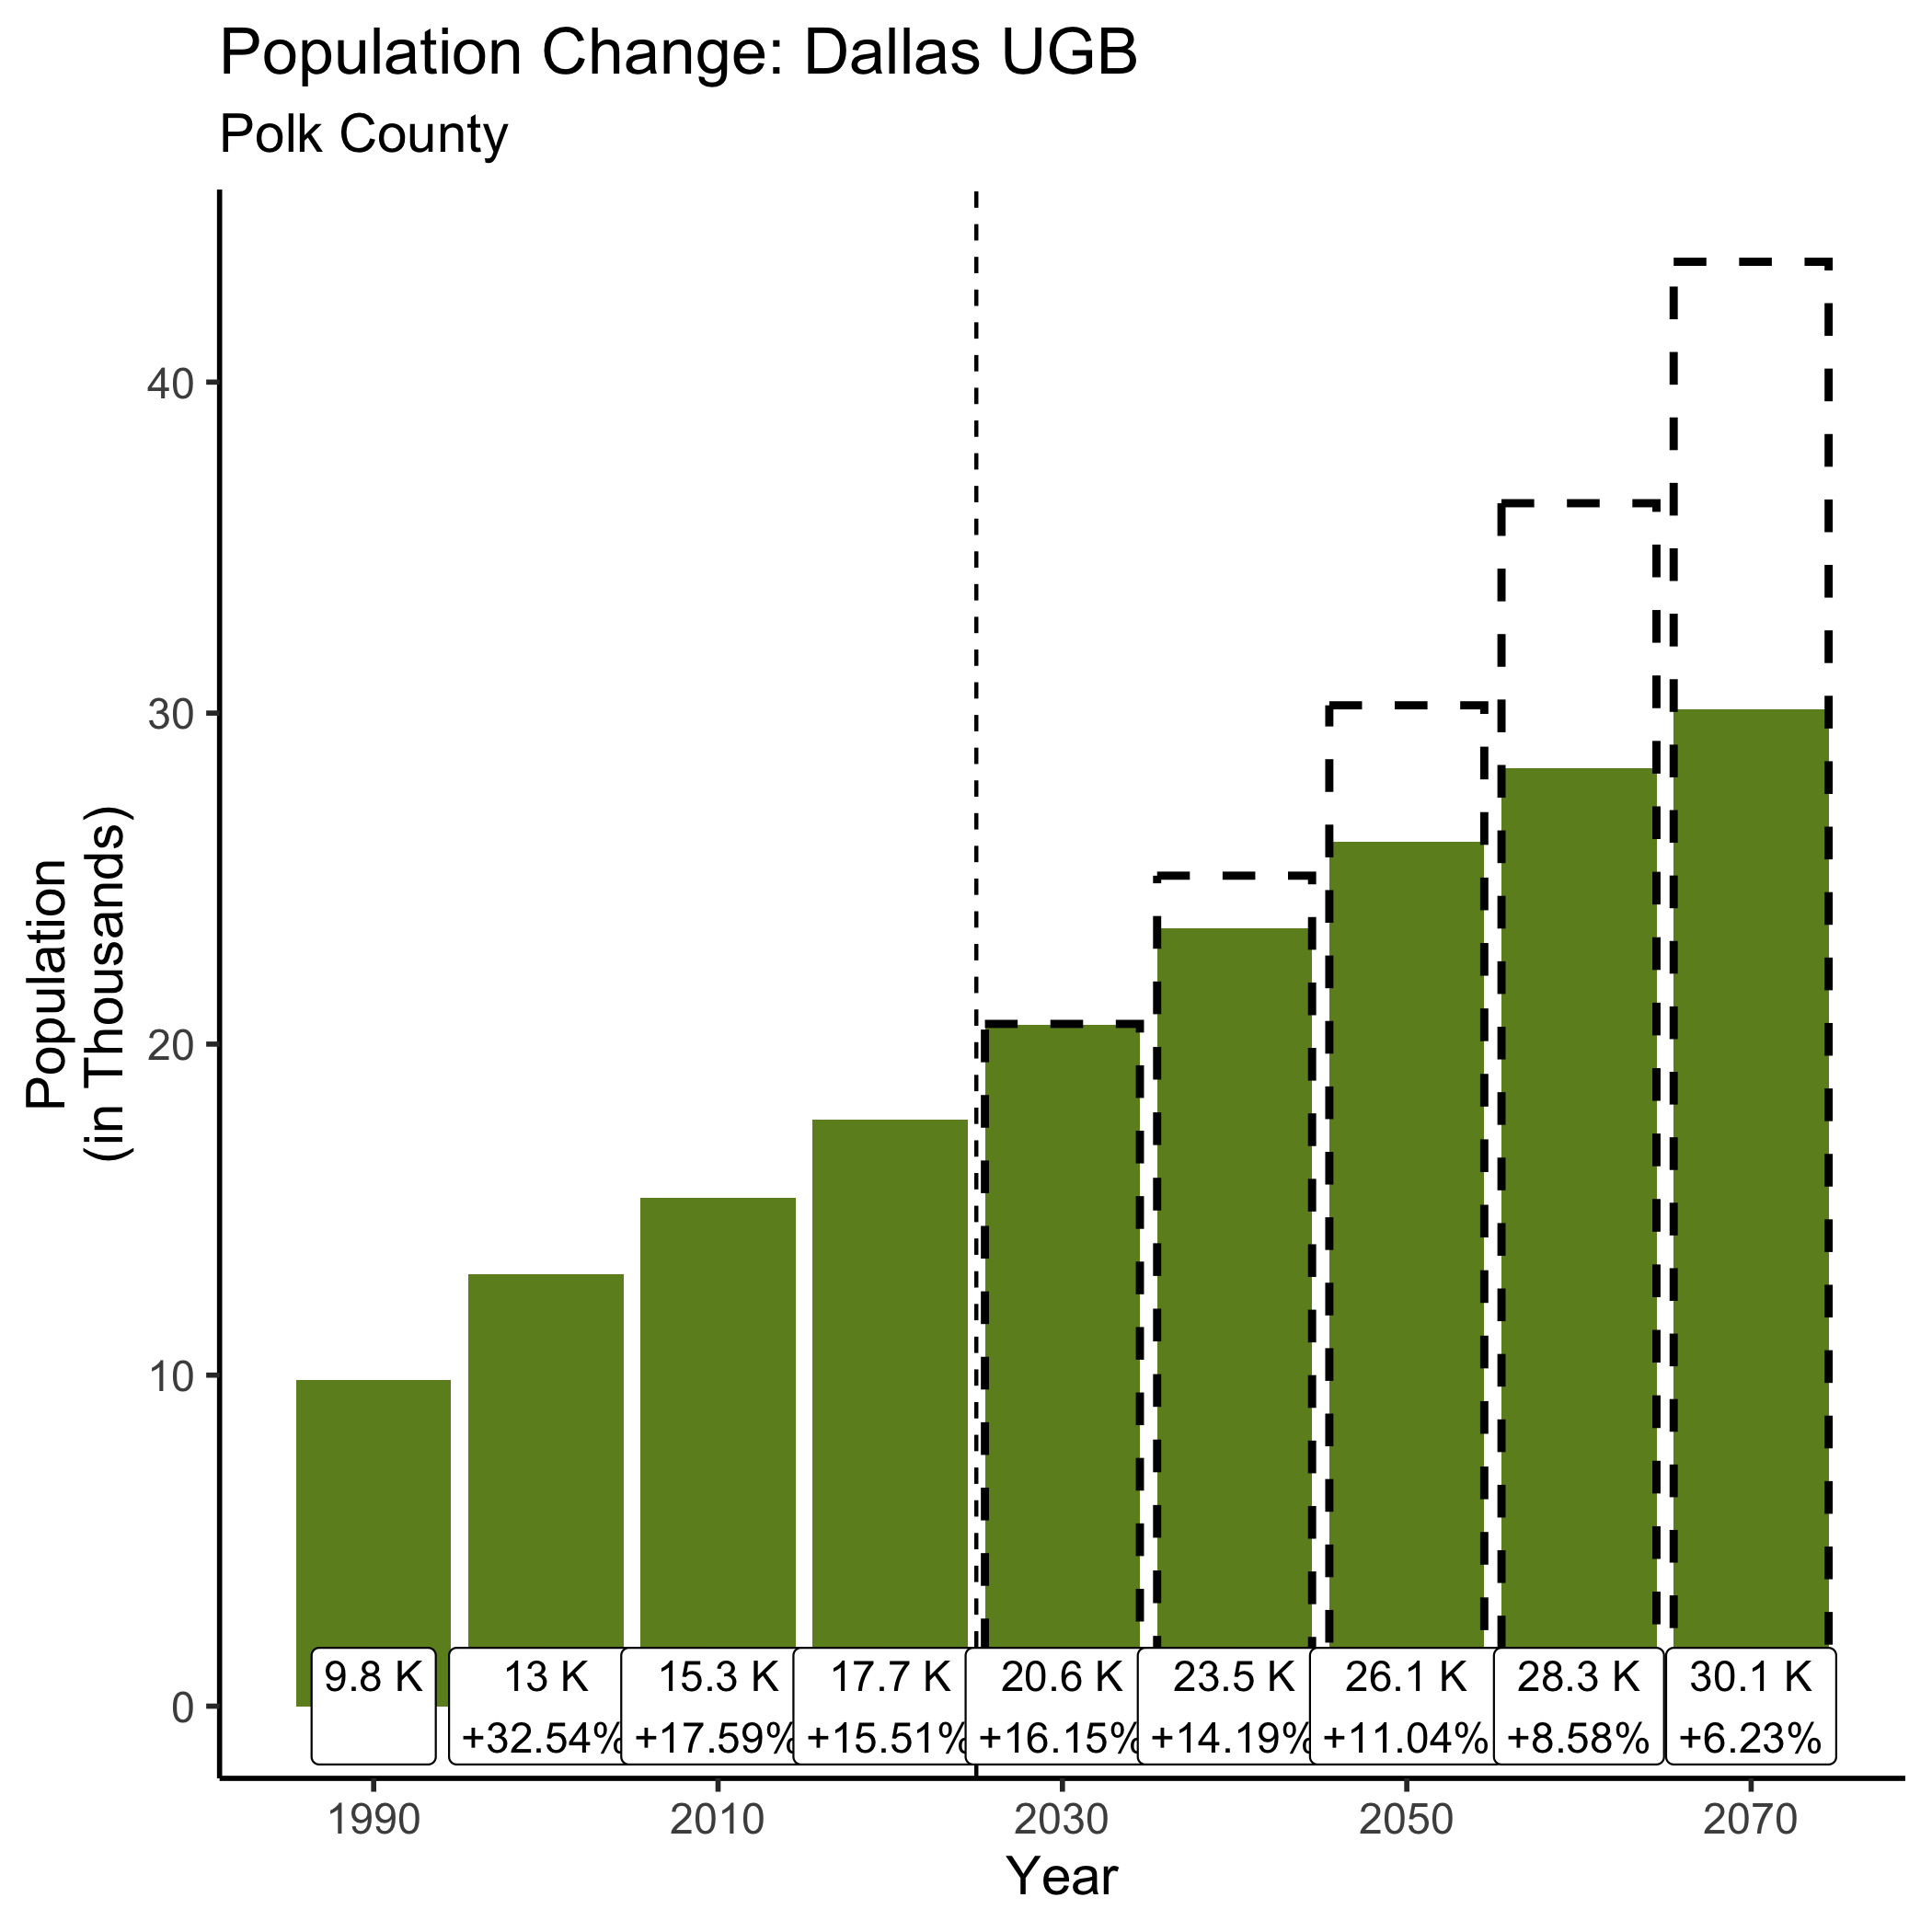 Population Change: Dallas UGB
Polk County
Population
(in Thousands)
40
30
20
10
0
9.8 K
13 K
+32.54%
15.3 K
+17.59%
17.7 K
+15.51%
20.6 K
+16.15%
23.5 K
+14.19%
26.1 K
+11.04%
28.3 K
+8.58%
30.1 K
+6.23%
1990
2010
2030
2050
2070
Year